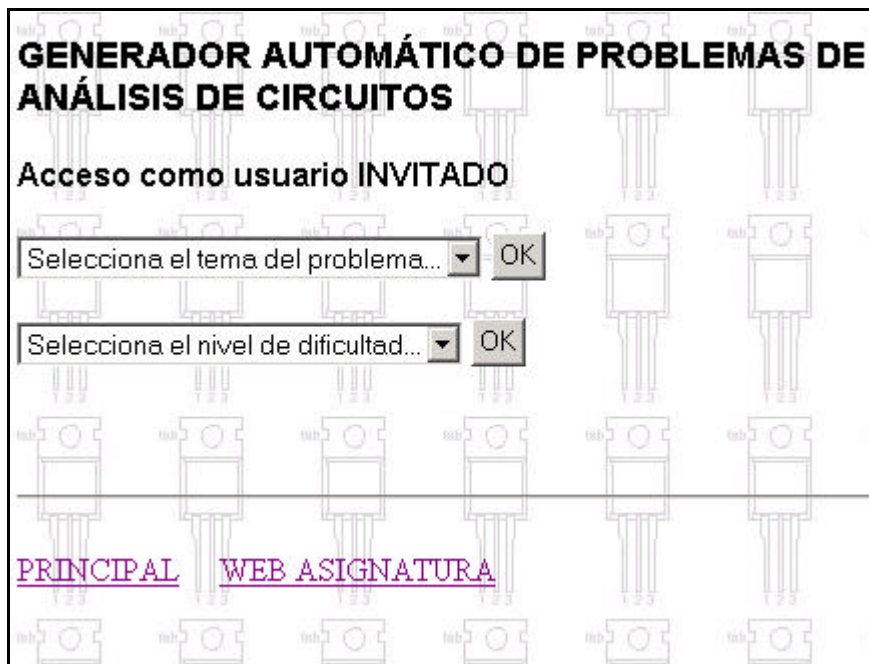 GENERADOR AUTOMÁTICO DE PROBLEMAS DE
ANÁLISIS DE CIRCUITOS
Acceso como usuario INVITADO
Selecciona el tema del problema... OK
Selecciona el nivel de dificultad... OK
PRINCIPAL WEB ASIGNATURA